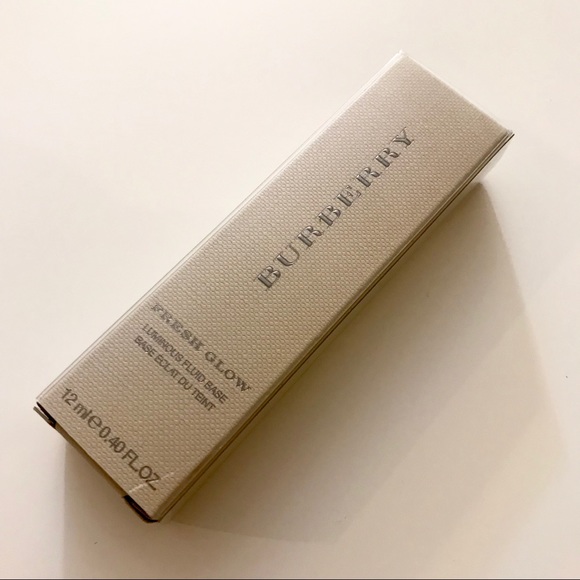 BURBERRY
FRESH GLOW
LUMINOUS FLUID BASE
BASE ÉCLAT DU TEINT
12 ml ℮ 0.40 FL.OZ.